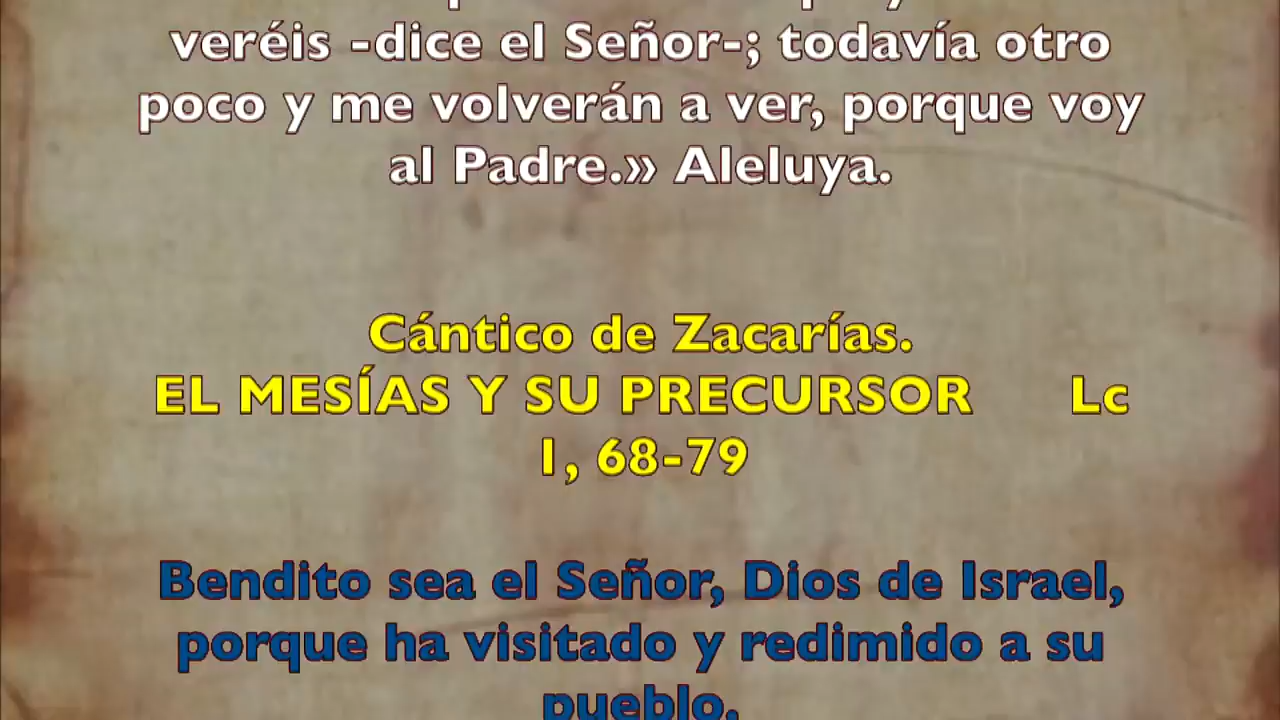 veréis -dice el Señor-; todavía otro
poco y me volverán a ver, porque voy
al Padre.» Aleluya.
Cántico de Zacarías.
EL MESÍAS Y SU PRECURSOR Lc
1, 68-79
Bendito sea el Señor, Dios de Israel,
porque ha visitado y redimido a su
pueblo,